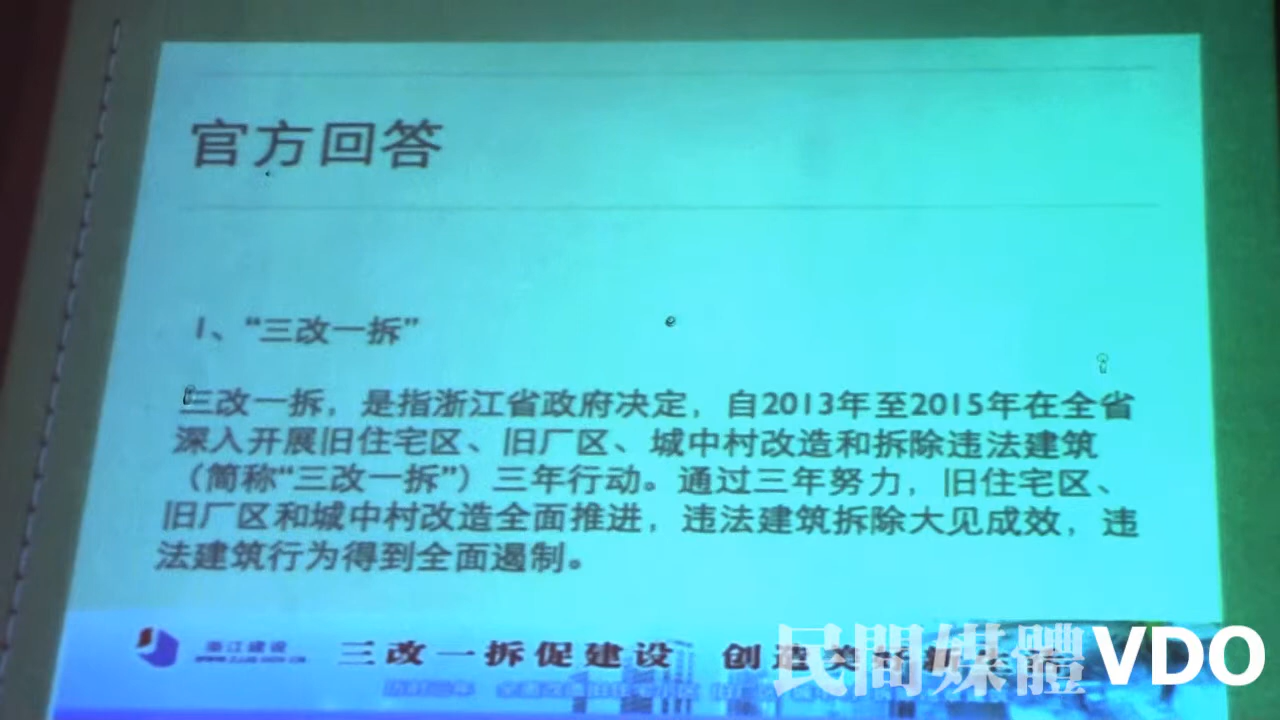 官方回答
1、“三改一拆”
三改一拆，是指浙江省政府决定，自2013年至2015年在全省
深入开展旧住宅区、旧厂区、城中村改造和拆除违法建筑
（简称“三改一拆”）三年行动。通过三年努力，旧住宅区、
旧厂区和城中村改造全面推进，违法建筑拆除大见成效，违
法建筑行为得到全面遏制。
浙江建设
三改一拆促建设 创造美
民間媒體VDO